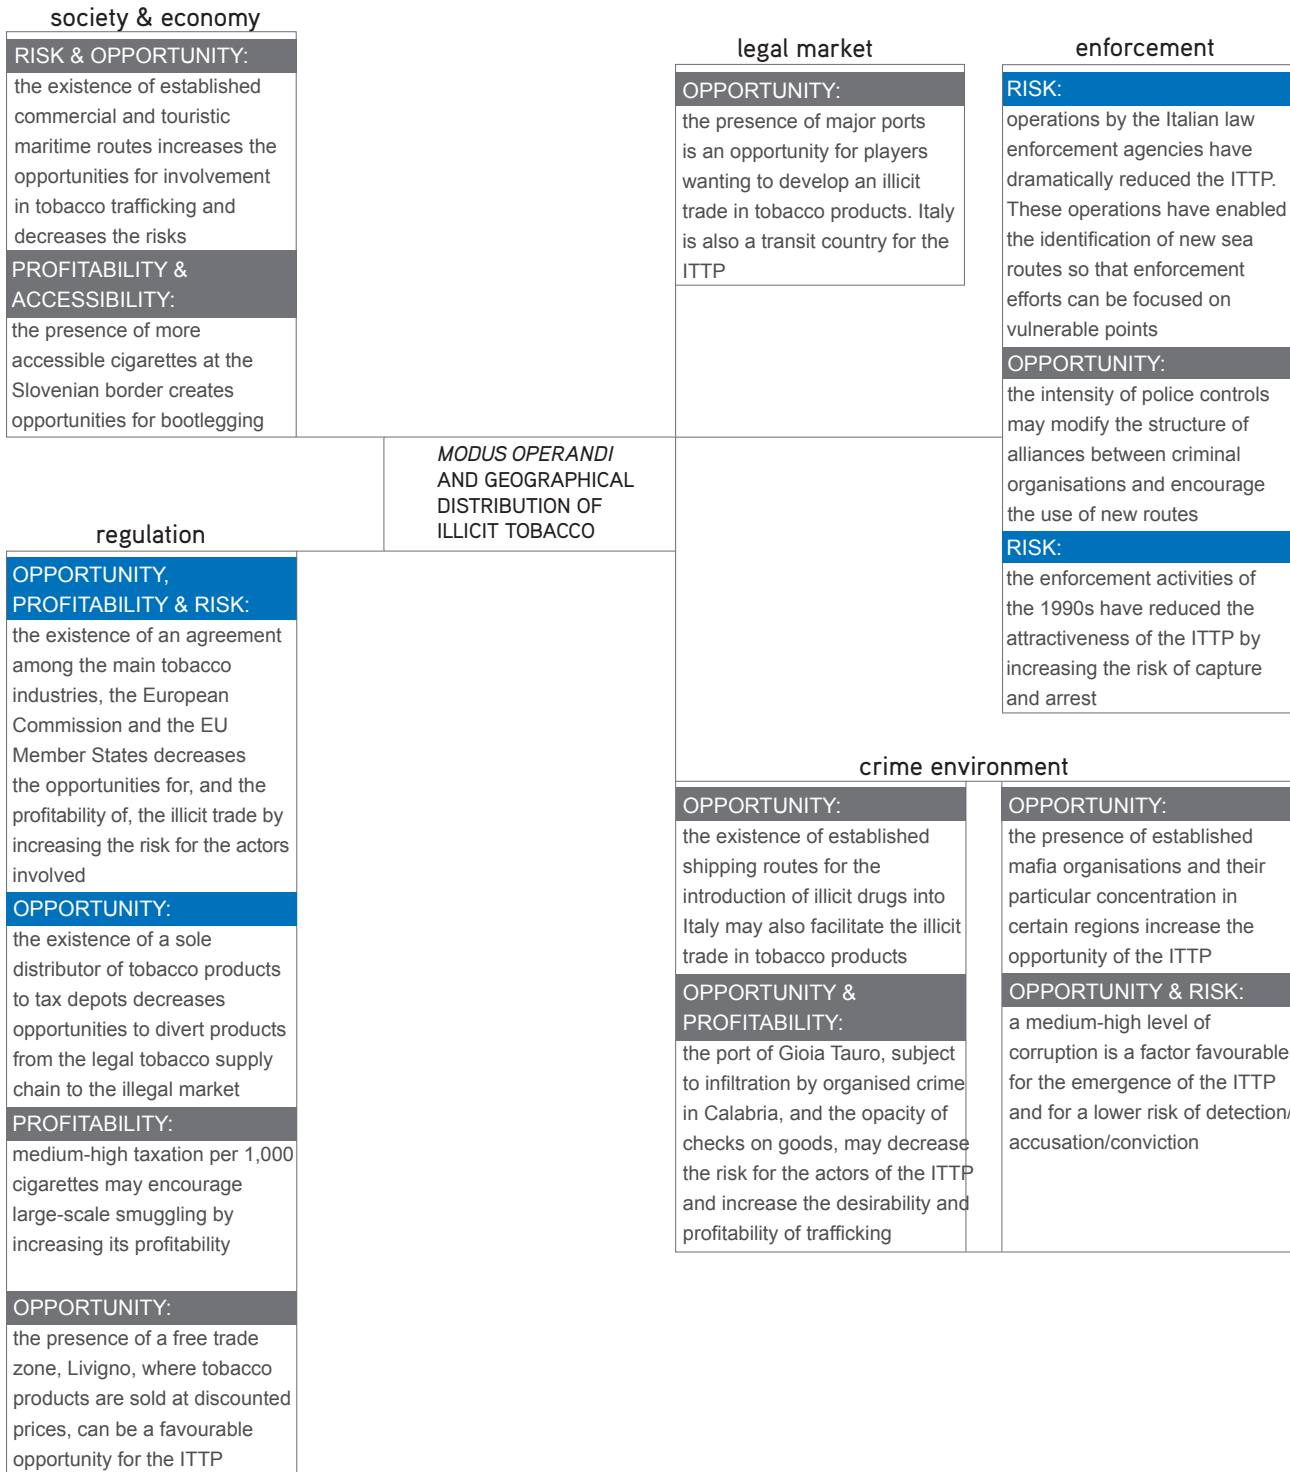 society & economy
RISK & OPPORTUNITY:
the existence of established
commercial and touristic
maritime routes increases the
opportunities for involvement
in tobacco trafficking and
decreases the risks
PROFITABILITY &
ACCESSIBILITY:
the presence of more
accessible cigarettes at the
Slovenian border creates
opportunities for bootlegging
legal market
OPPORTUNITY:
the presence of major ports
is an opportunity for players
wanting to develop an illicit
trade in tobacco products. Italy
is also a transit country for the
ITTP
enforcement
RISK:
operations by the Italian law
enforcement agencies have
dramatically reduced the ITTP.
These operations have enabled
the identification of new sea
routes so that enforcement
efforts can be focused on
vulnerable points
OPPORTUNITY:
the intensity of police controls
may modify the structure of
alliances between criminal
organisations and encourage
the use of new routes
RISK:
the enforcement activities of
the 1990s have reduced the
attractiveness of the ITTP by
increasing the risk of capture
and arrest
MODUS OPERANDI
AND GEOGRAPHICAL
DISTRIBUTION OF
ILLICIT TOBACCO
regulation
OPPORTUNITY,
PROFITABILITY & RISK:
the existence of an agreement
among the main tobacco
industries, the European
Commission and the EU
Member States decreases
the opportunities for, and the
profitability of, the illicit trade by
increasing the risk for the actors
involved
OPPORTUNITY:
the existence of a sole
distributor of tobacco products
to tax depots decreases
opportunities to divert products
from the legal tobacco supply
chain to the illegal market
PROFITABILITY:
medium-high taxation per 1,000
cigarettes may encourage
large-scale smuggling by
increasing its profitability
OPPORTUNITY:
the presence of a free trade
zone, Livigno, where tobacco
products are sold at discounted
prices, can be a favourable
opportunity for the ITTP
crime environment
OPPORTUNITY:
the existence of established
shipping routes for the
introduction of illicit drugs into
Italy may also facilitate the illicit
trade in tobacco products
OPPORTUNITY &
PROFITABILITY:
the port of Gioia Tauro, subject
to infiltration by organised crime
in Calabria, and the opacity of
checks on goods, may decrease
the risk for the actors of the ITTP
and increase the desirability and
profitability of trafficking
OPPORTUNITY:
the presence of established
mafia organisations and their
particular concentration in
certain regions increase the
opportunity of the ITTP
OPPORTUNITY & RISK:
a medium-high level of
corruption is a factor favourable
for the emergence of the ITTP
and for a lower risk of detection/
accusation/conviction